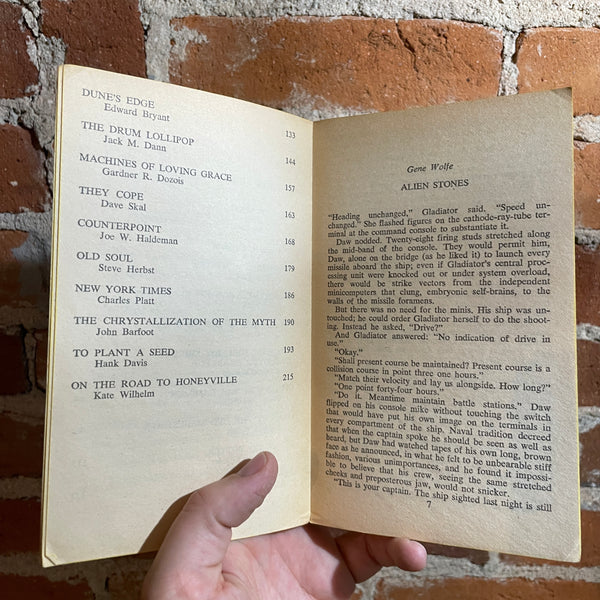 DUNE'S EDGE
Edward Bryant 133
THE DRUM LOLLIPOP
Jack M. Dann 144
MACHINES OF LOVING GRACE
Gardner R. Dozois 157
THEY COPE
Dave Skal 163
COUNTERPOINT
Joe W. Haldeman 168
OLD SOUL
Steve Herbst 179
NEW YORK TIMES
Charles Platt 186
THE CHRYSTALLIZATION OF THE MYTH 190
John Barfoot
TO PLANT A SEED 193
Hank Davis
ON THE ROAD TO HONEYVILLE 215
Kate Wilhelm
Gene Wolfe
ALIEN STONES
"Heading unchanged," Gladiator said. "Speed un-
changed." She flashed figures on the cathode-ray-tube ter-
minal at the command console to substantiate it.
Daw nodded. Twenty-eight firing studs stretched along
the mid-band of the console. They would permit him,
Daw, alone on the bridge (as he liked it) to launch every
missile aboard the ship; even if Gladiator's central proc-
essing unit were knocked out or under system overload,
there would be strike vectors from the independent
minicomputers that clung, embryonic self-brains, to the
walls of the missile foramens.
But there was no need for the minis. His ship was un-
touched; he could order Gladiator herself to do the shoot-
ing. Instead he asked, "Drive?"
And Gladiator answered: "No indication of drive in
use."
"Okay."
"Shall present course be maintained? Present course is a
collision course in point three one hours."
"Match their velocity and lay us alongside. How long?"
"One point forty-four hours."
"Do it. Meantime maintain battle stations." Daw
flipped on his console mike without touching the switch
that would have put his own image on the terminals in
every compartment of the ship. Naval tradition decreed
that when the captain spoke he should be seen as well as
heard, but Daw had watched tapes of his own long, brown
face as he announced, in what he felt to be unbearable stiff
fashion, various unimportances, and he found it impossi-
ble to believe that his crew, seeing the same stretched
cheeks and preposterous jaw, would not snicker.
"This is your captain. The ship sighted last night is still
7